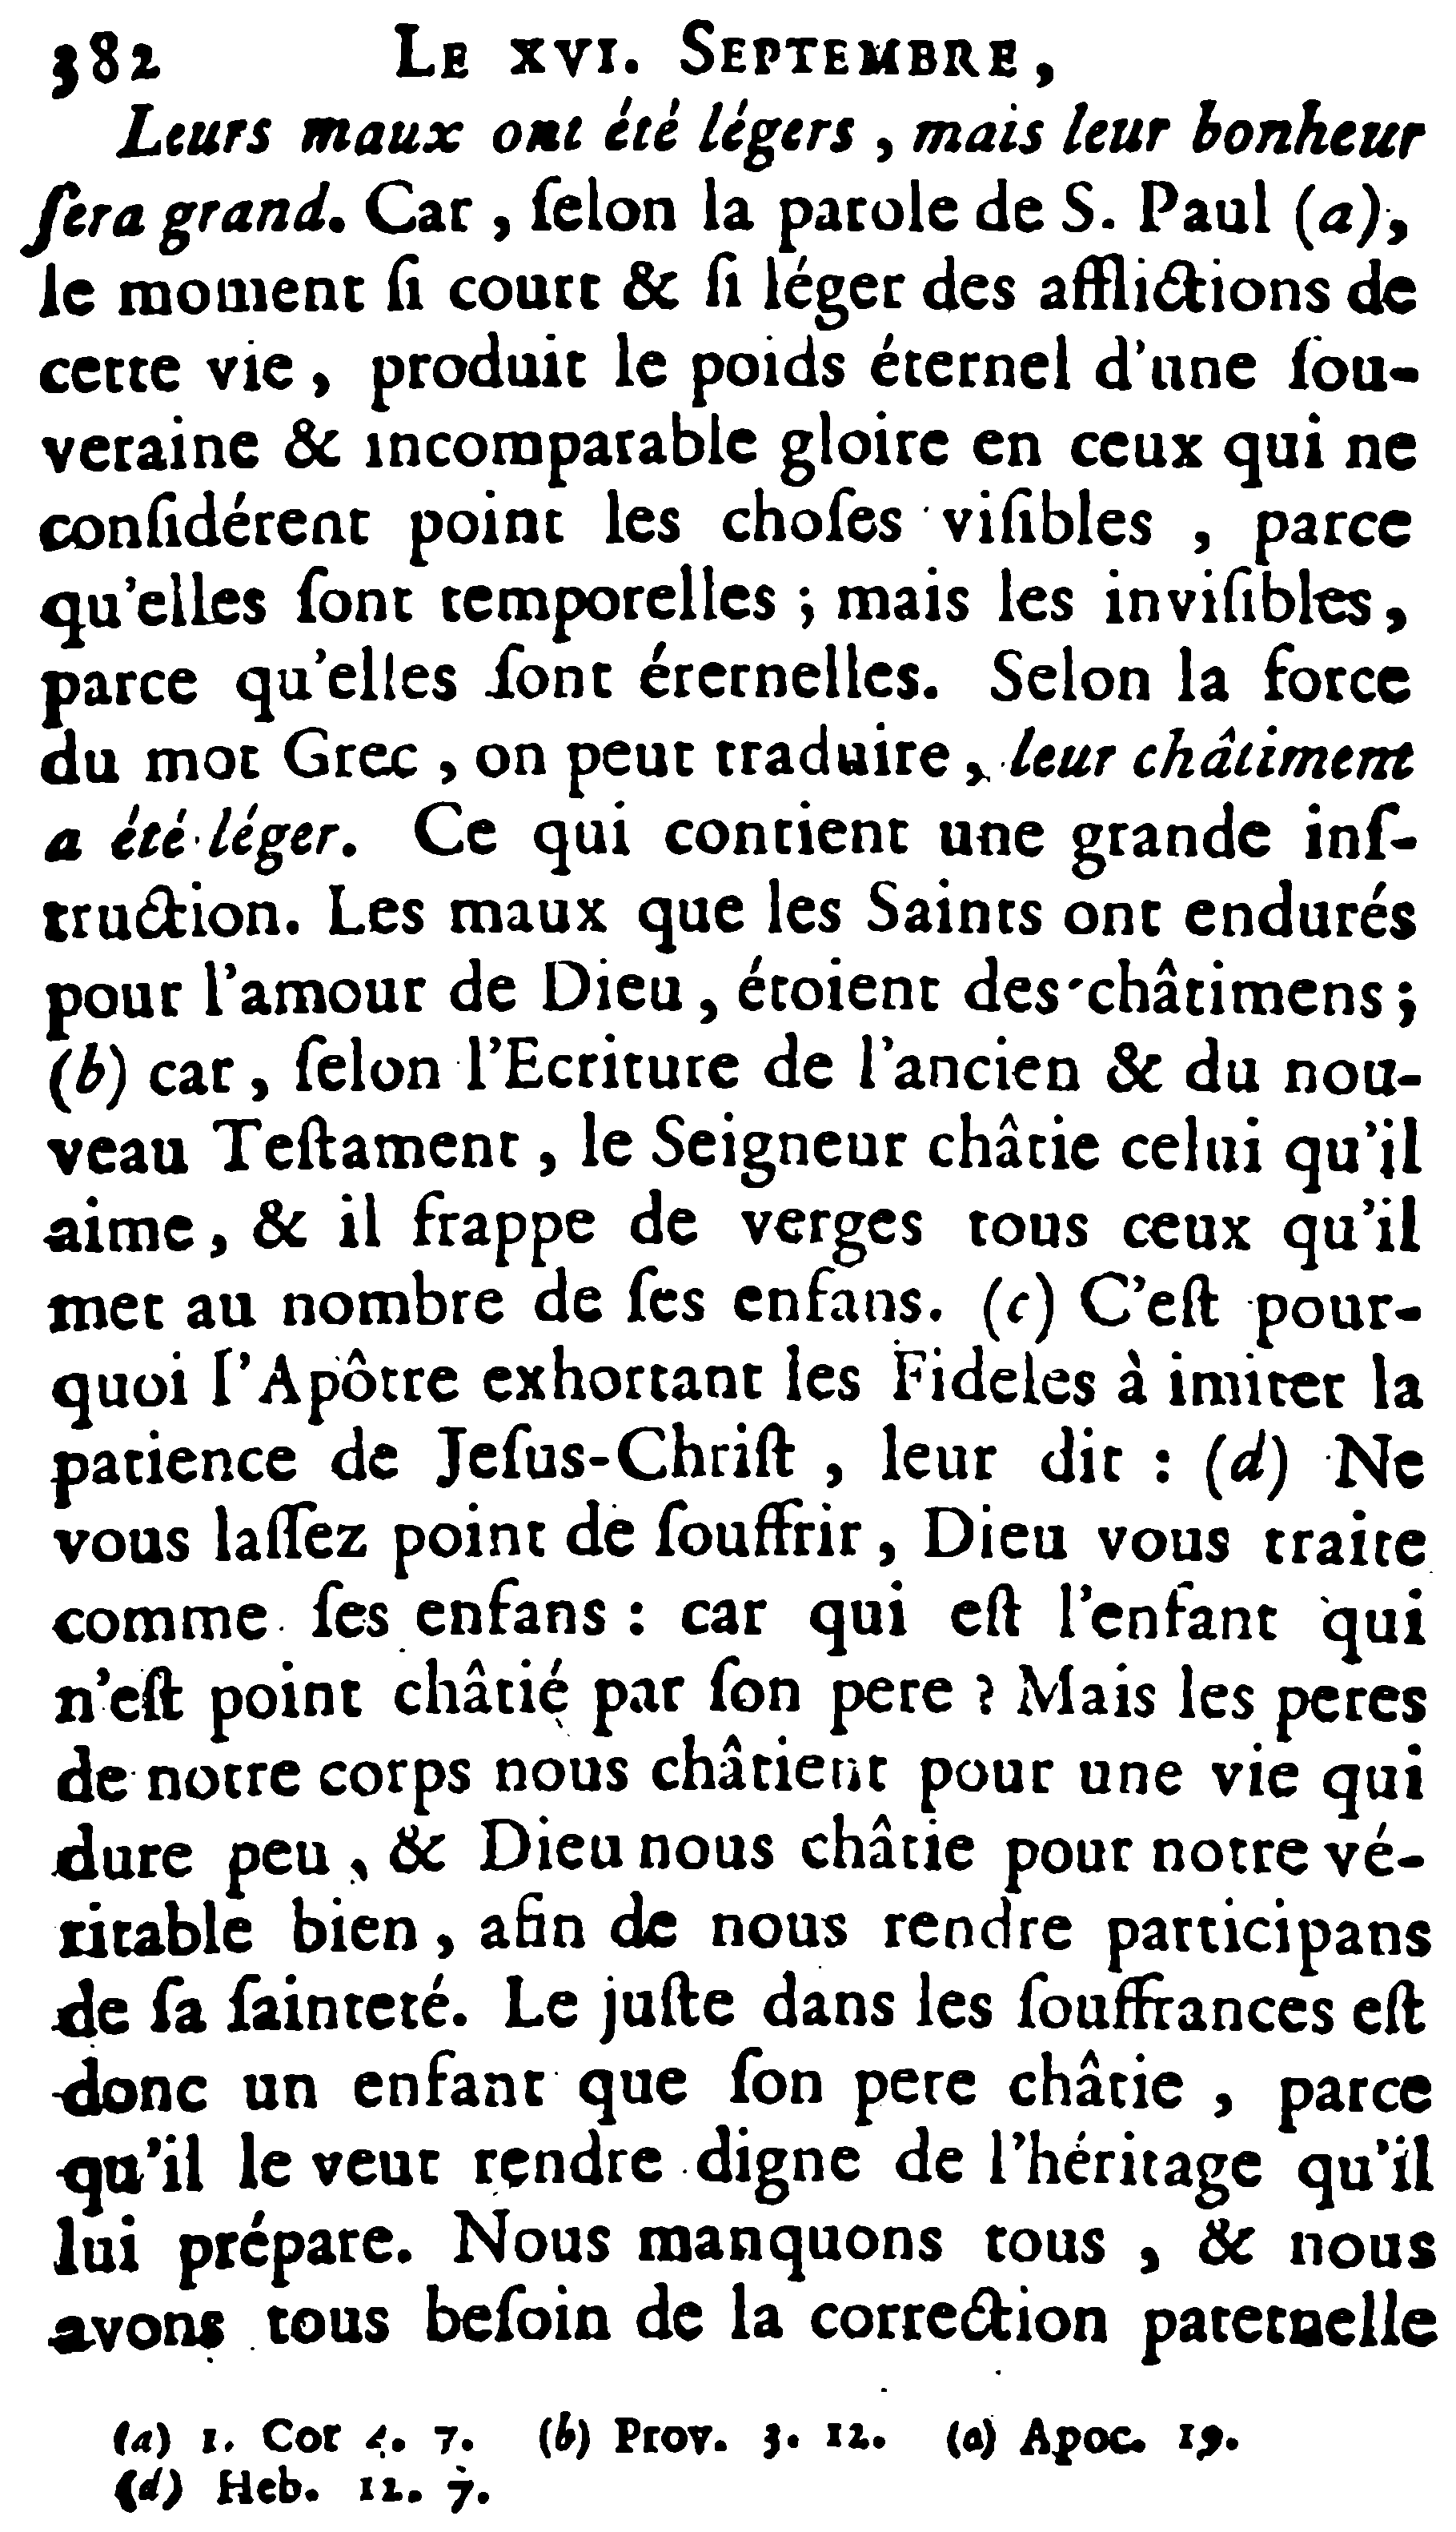 382 LE XVI. SEPTEMBRE,
Leurs maux ont été légers, mais leur bonheur
ſera grand. Car, ſelon la parole de S. Paul (a),
le moment ſi court & ſi léger des afflictions de
cette vie, produit le poids éternel d'une ſou-
veraine & incomparable gloire en ceux qui ne
conſidérent point les choſes viſibles, parce
qu'elles ſont temporelles; mais les inviſibles,
parce qu'elles ſont érernelles. Selon la force
du mot Grec, on peut traduire, leur châtiment
a été léger. Ce qui contient une grande inſ-
truction. Les maux que les Saints ont endurés
pour l'amour de Dieu, étoient des châtimens;
(b) car, ſelon l'Ecriture de l'ancien & du nou-
veau Teſtament, le Seigneur châtie celui qu'il
aime, & il frappe de verges tous ceux qu'il
met au nombre de ſes enfans. (c) C'eſt pour-
quoi l'Apôtre exhortant les Fideles à imiter la
patience de Jeſus-Chriſt, leur dit : (d) Ne
vous laſſez point de ſouffrir, Dieu vous traite
comme ſes enfans : car qui eſt l'enfant qui
n'eſt point châtié par ſon pere ? Mais les peres
de notre corps nous châtient pour une vie qui
dure peu, & Dieu nous châtie pour notre vé-
ritable bien, afin de nous rendre participans
de ſa ſainteté. Le juſte dans les ſouffrances eſt
donc un enfant que ſon pere châtie, parce
qu'il le veut rendre digne de l'héritage qu'il
lui prépare. Nous manquons tous, & nous
avons tous beſoin de la correction paternelle
(a) 1. Cor 4. 7. (b) Prov. 3. 12. (c) Apoc. 19.
(d) Heb. 12. 7.